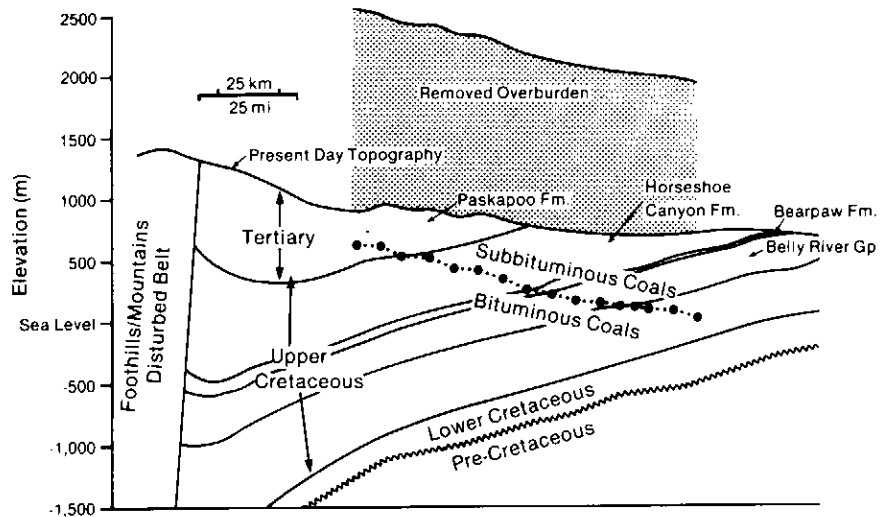 2500
2000
1500
1000
500
Sea Level
-500
-1,000
-1,500
Elevation (m)
25 km
25 mi
Removed Overburden
Present Day Topography
Paskapoo Fm.
Horseshoe
Canyon Fm.
Bearpaw Fm.
Belly River Gp
Tertiary
Subbituminous Coals
Bituminous Coals
Upper
Cretaceous
Foothills/Mountains
Disturbed Belt
Lower Cretaceous
Pre-Cretaceous